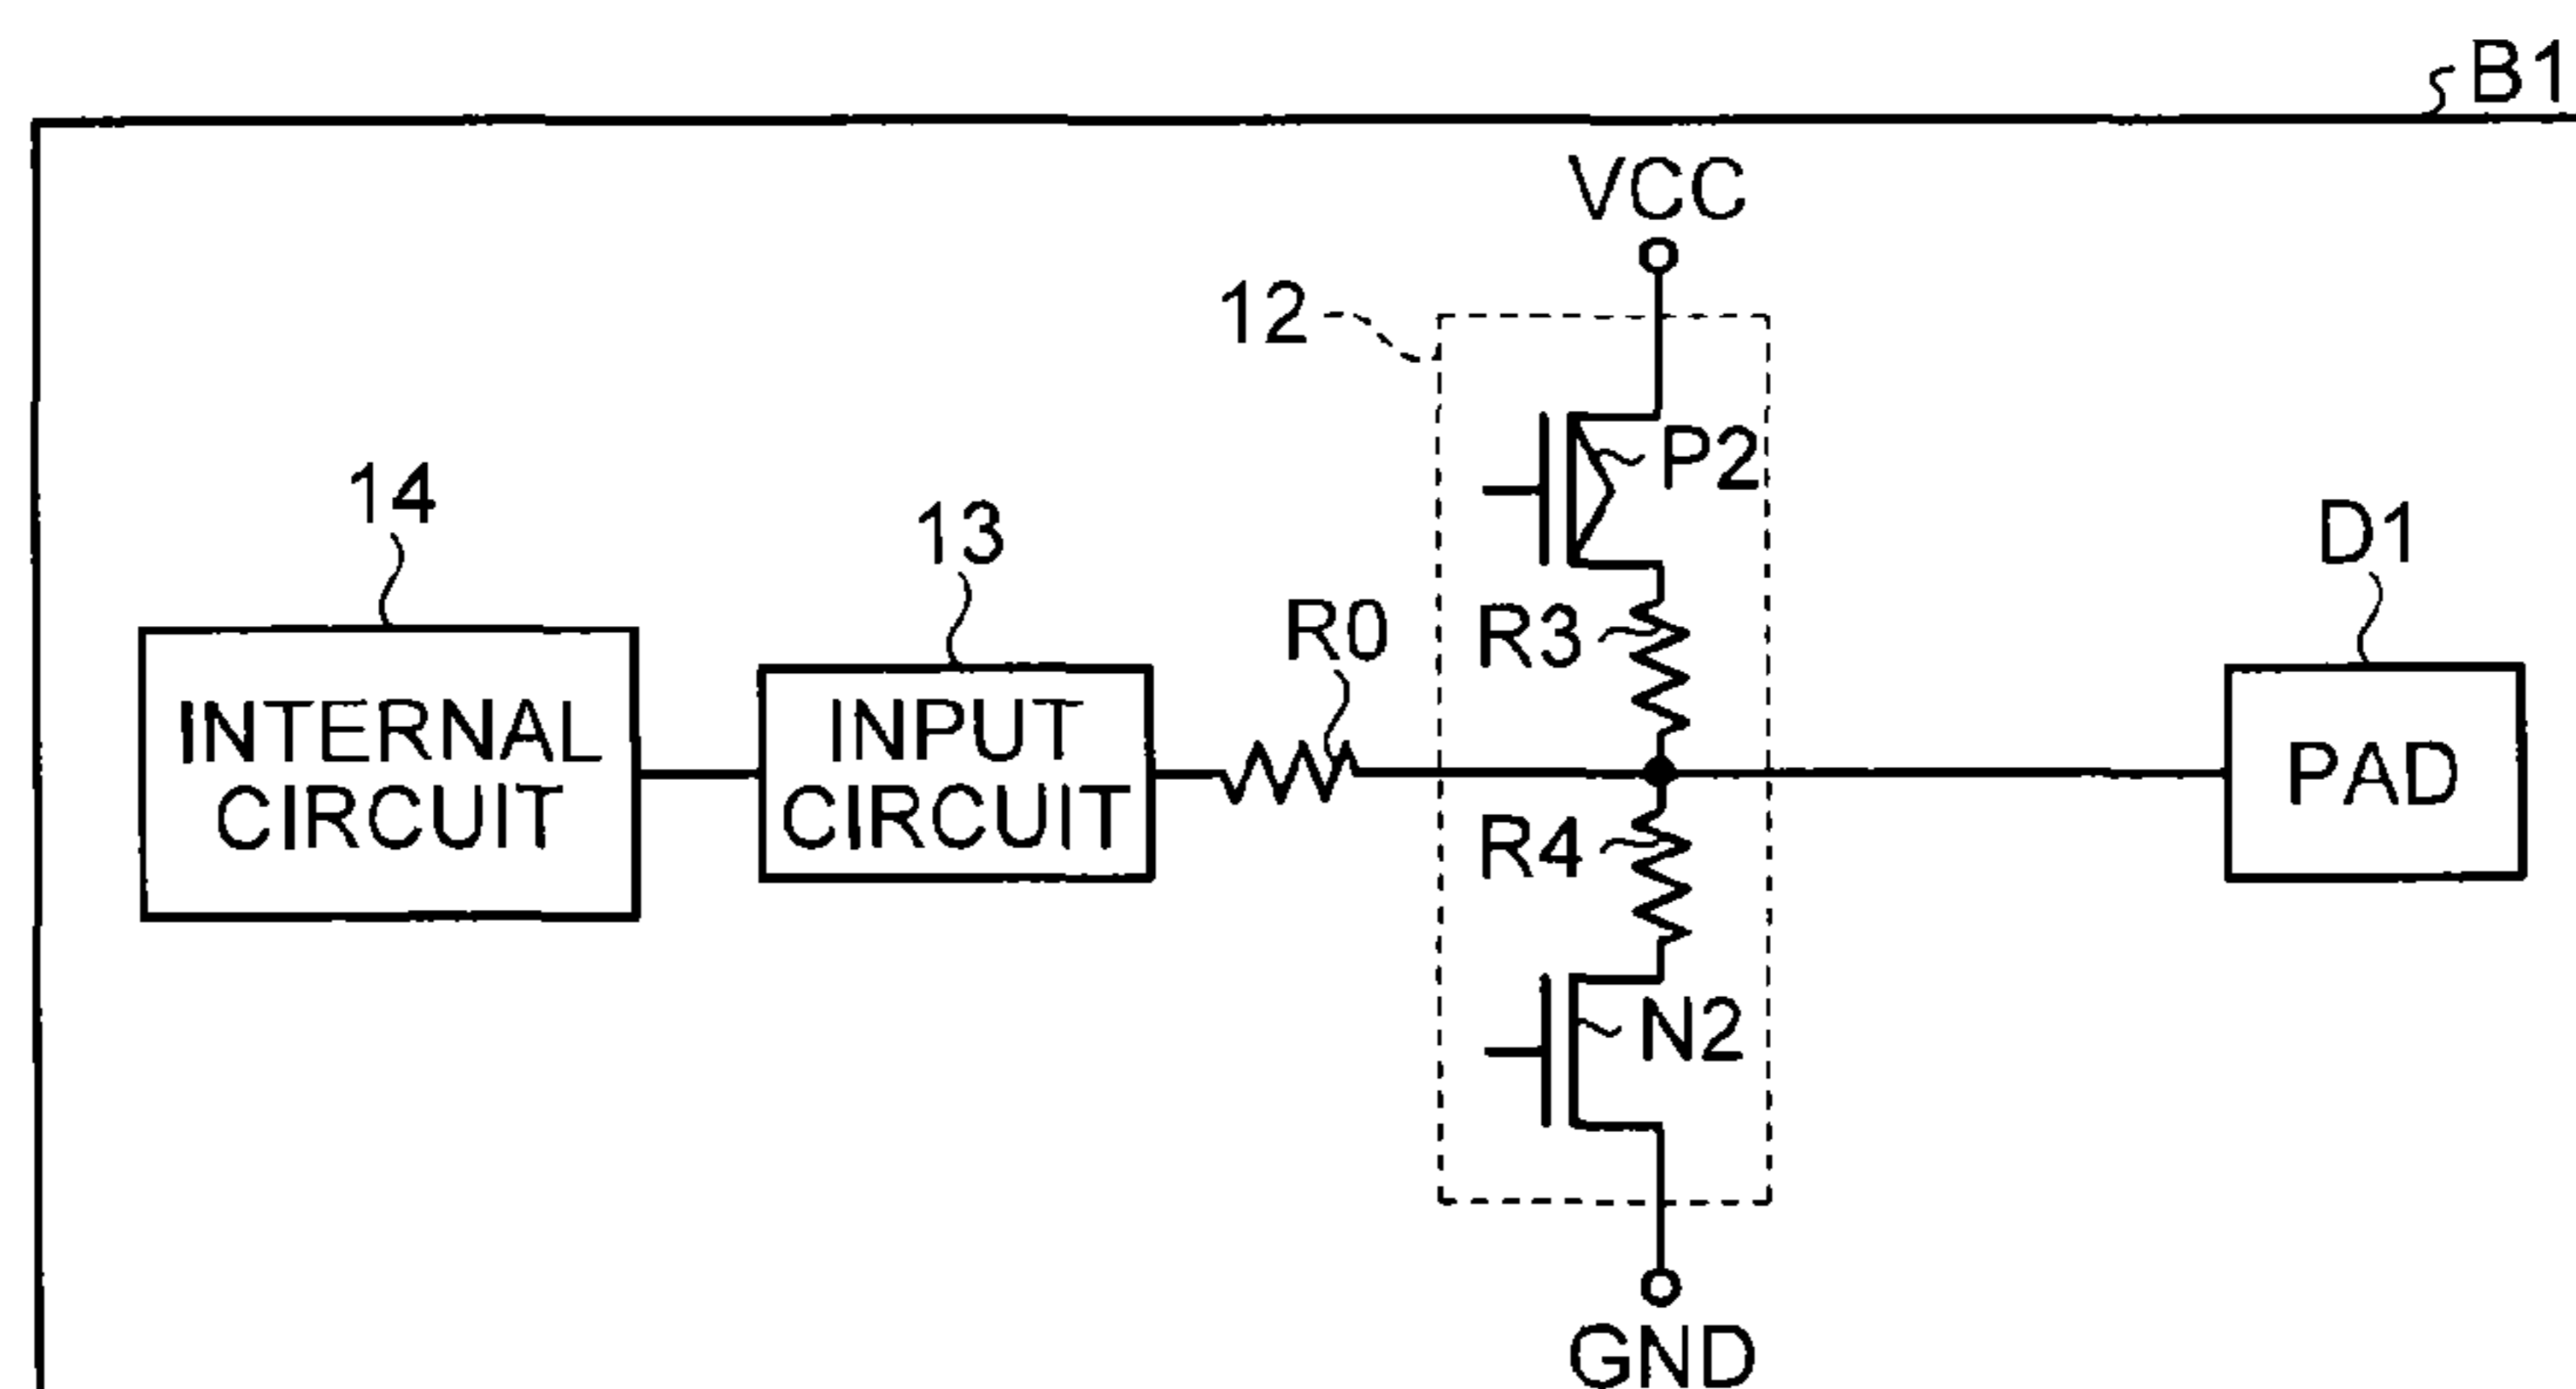 B1
VCC
12
P2
14
13
D1
R0
R3
INTERNAL
CIRCUIT
INPUT
CIRCUIT
PAD
R4
N2
GND